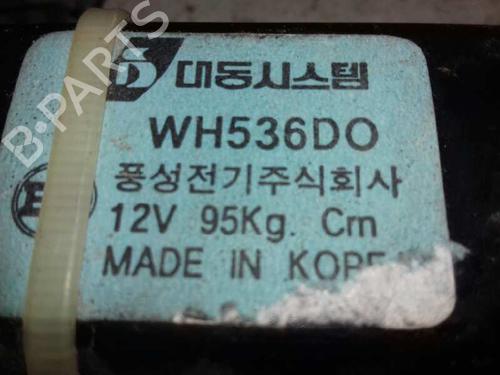 대동시스템
WH536DO
풍성전기주식회사
12V 95Kg. Cm
MADE IN KOREA
B-PARTS